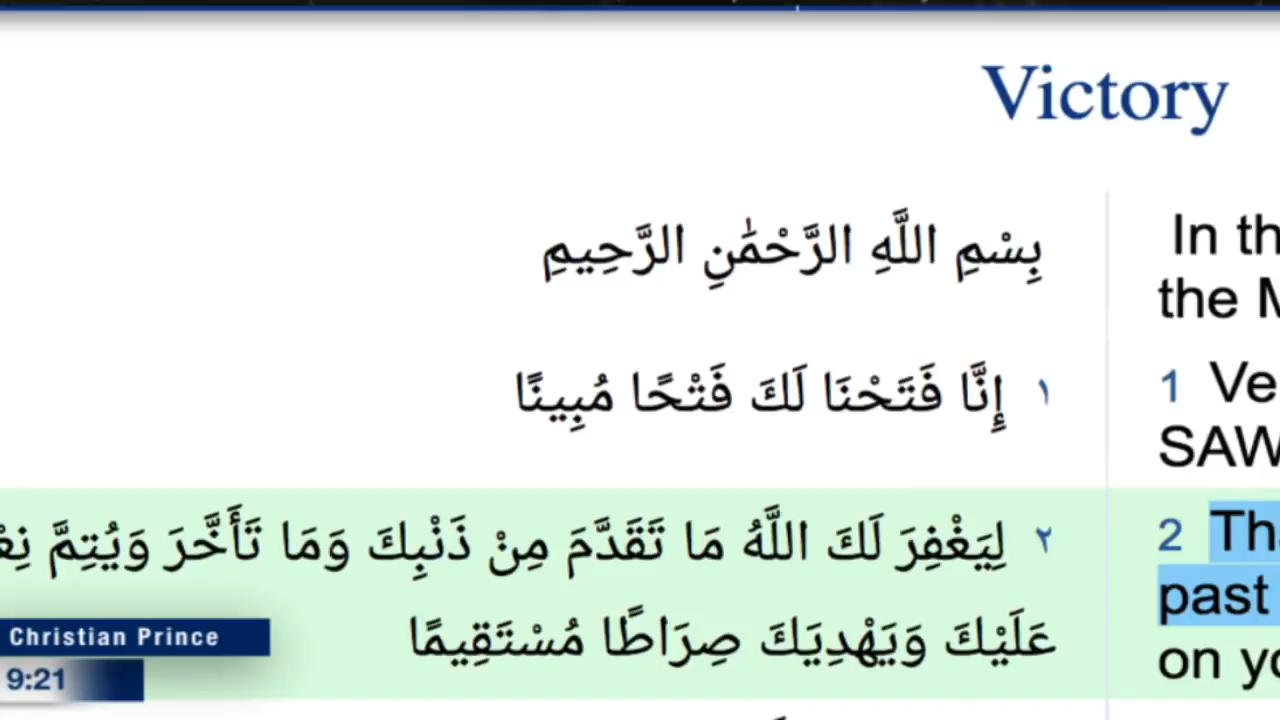 Victory
بِسْمِ اللَّهِ الرَّحْمَٰنِ الرَّحِيمِ
In th
the M
١ إِنَّا فَتَحْنَا لَكَ فَتْحًا مُبِينًا
1 Ve
SAW
٢ لِيَغْفِرَ لَكَ اللَّهُ مَا تَقَدَّمَ مِنْ ذَنْبِكَ وَمَا تَأَخَّرَ وَيُتِمَّ
عَلَيْكَ وَيَهْدِيَكَ صِرَاطًا مُسْتَقِيمًا
2 Tha
past
on yo
Christian Prince
9:21